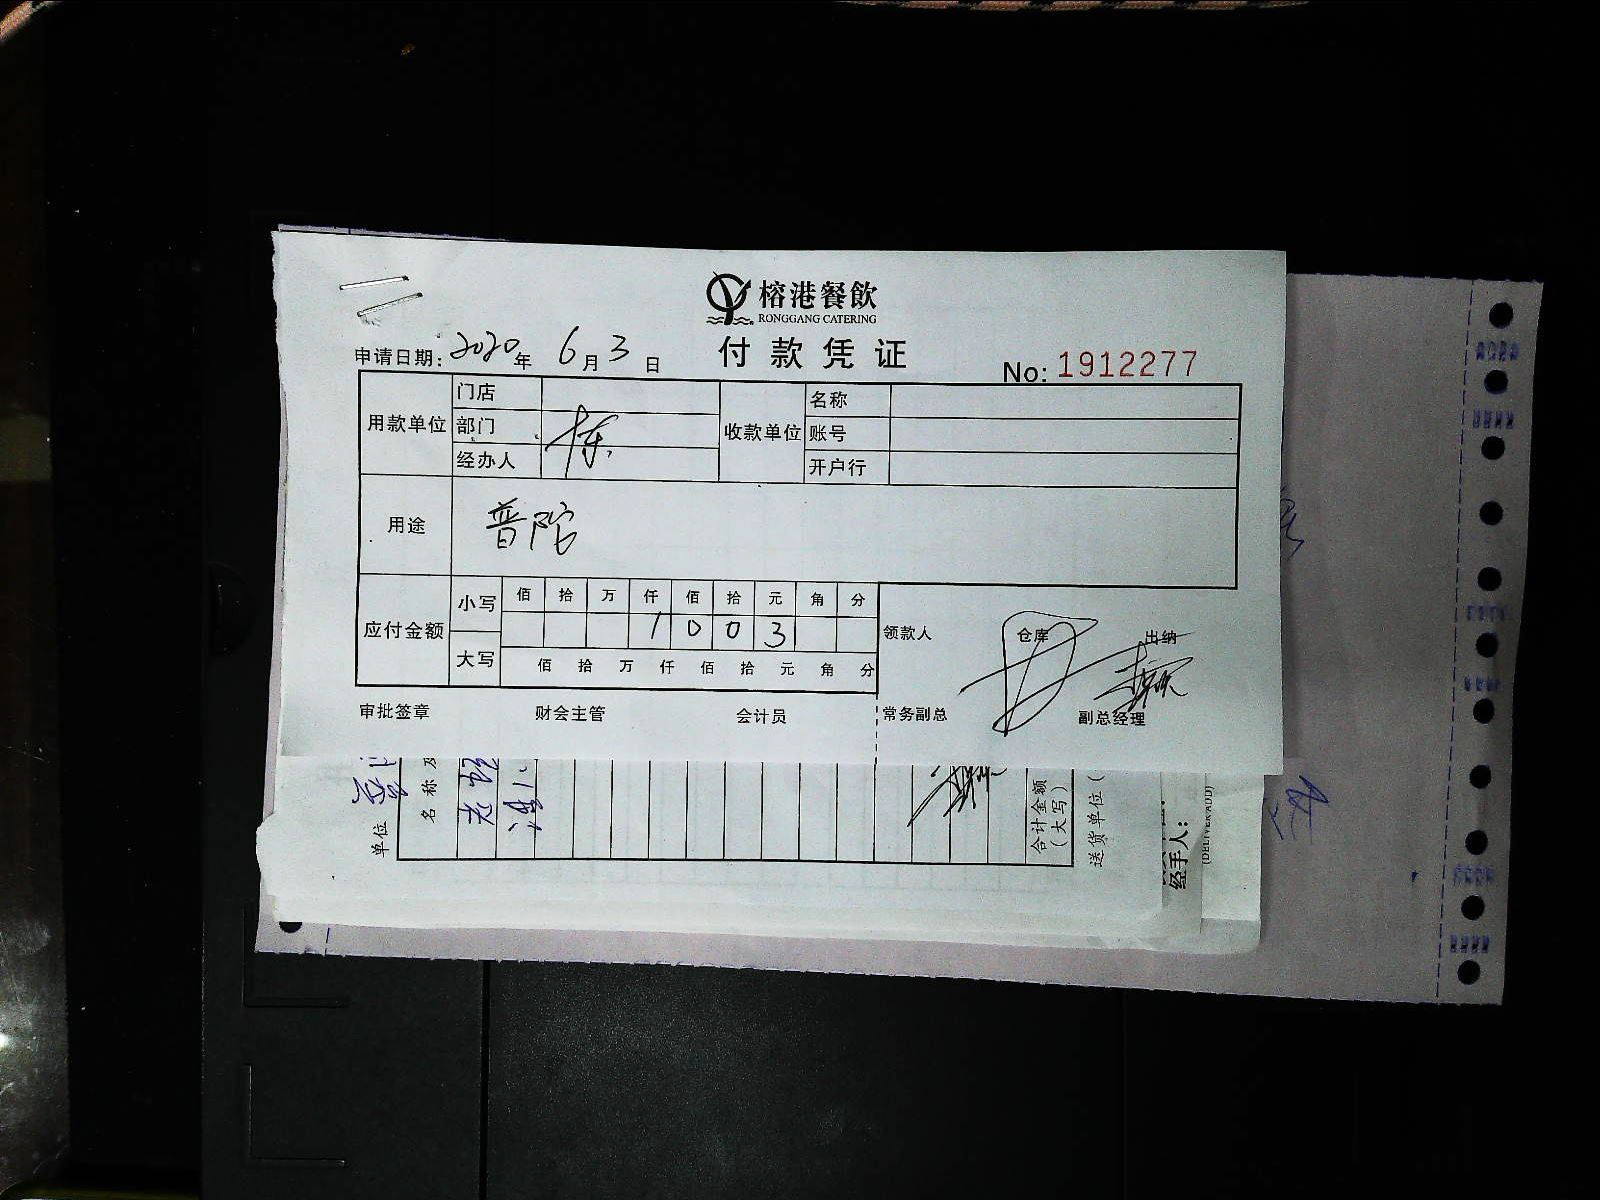 榕港餐飲
RONGGANG CATERING
付款凭证
申请日期: 2020年 6月3日
No: 1912277
用款单位 门店
部门
经办人
收款单位 名称
账号
开户行
用途 普陀
应付金额 小写 佰 拾 万 仟 佰 拾 元 角 分
1 0 0 3
大写 佰 拾 万 仟 佰 拾 元 角 分
领款人 仓库 出纳
审批签章 财会主管 会计员 常务副总 副总经理
单位
名称及
合计金额
(大写)
送货单位(
经手人:
(DELIVER ADD)